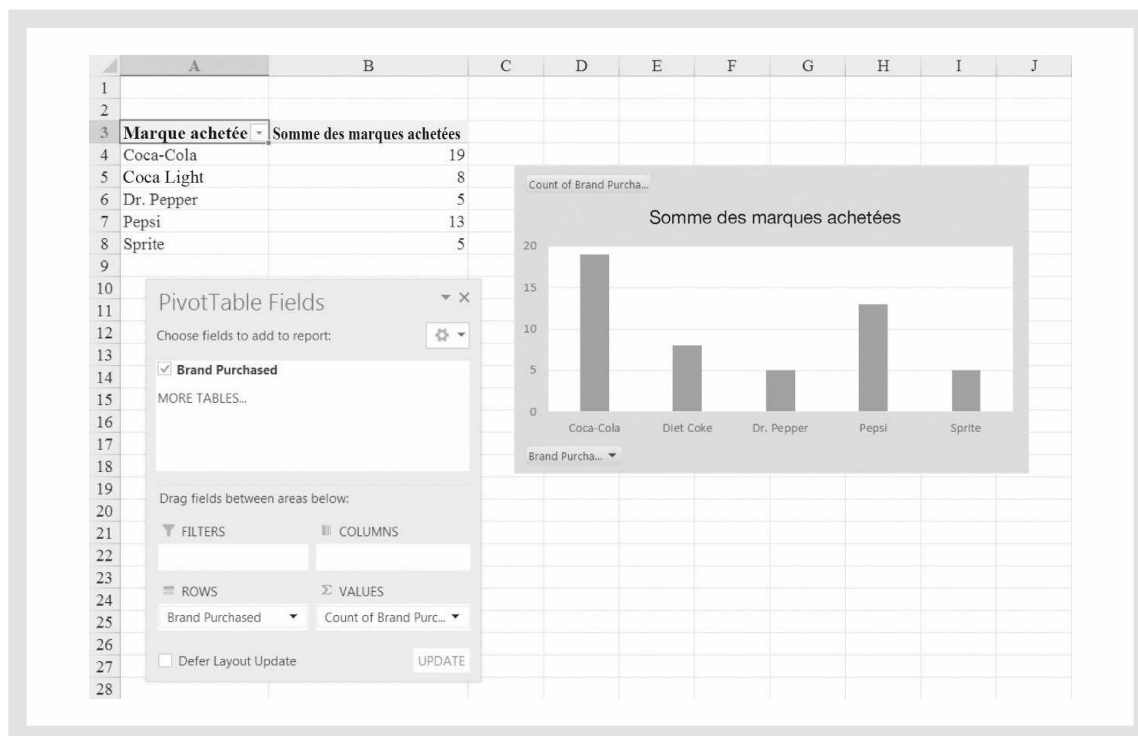 A B C D E F G H I J
1
2
3 Marque achetée Somme des marques achetées
4 Coca-Cola 19
5 Coca Light 8
6 Dr. Pepper 5
7 Pepsi 13
8 Sprite 5
9
10
11
12
13
14
15
16
17
18
19
20
21
22
23
24
25
26
27
28
PivotTable Fields
Choose fields to add to report:
Brand Purchased
MORE TABLES...
Drag fields between areas below:
FILTERS COLUMNS
ROWS Σ VALUES
Brand Purchased Count of Brand Purc...
Defer Layout Update UPDATE
Count of Brand Purcha...
Somme des marques achetées
20
15
10
5
0
Coca-Cola Diet Coke Dr. Pepper Pepsi Sprite
Brand Purcha...